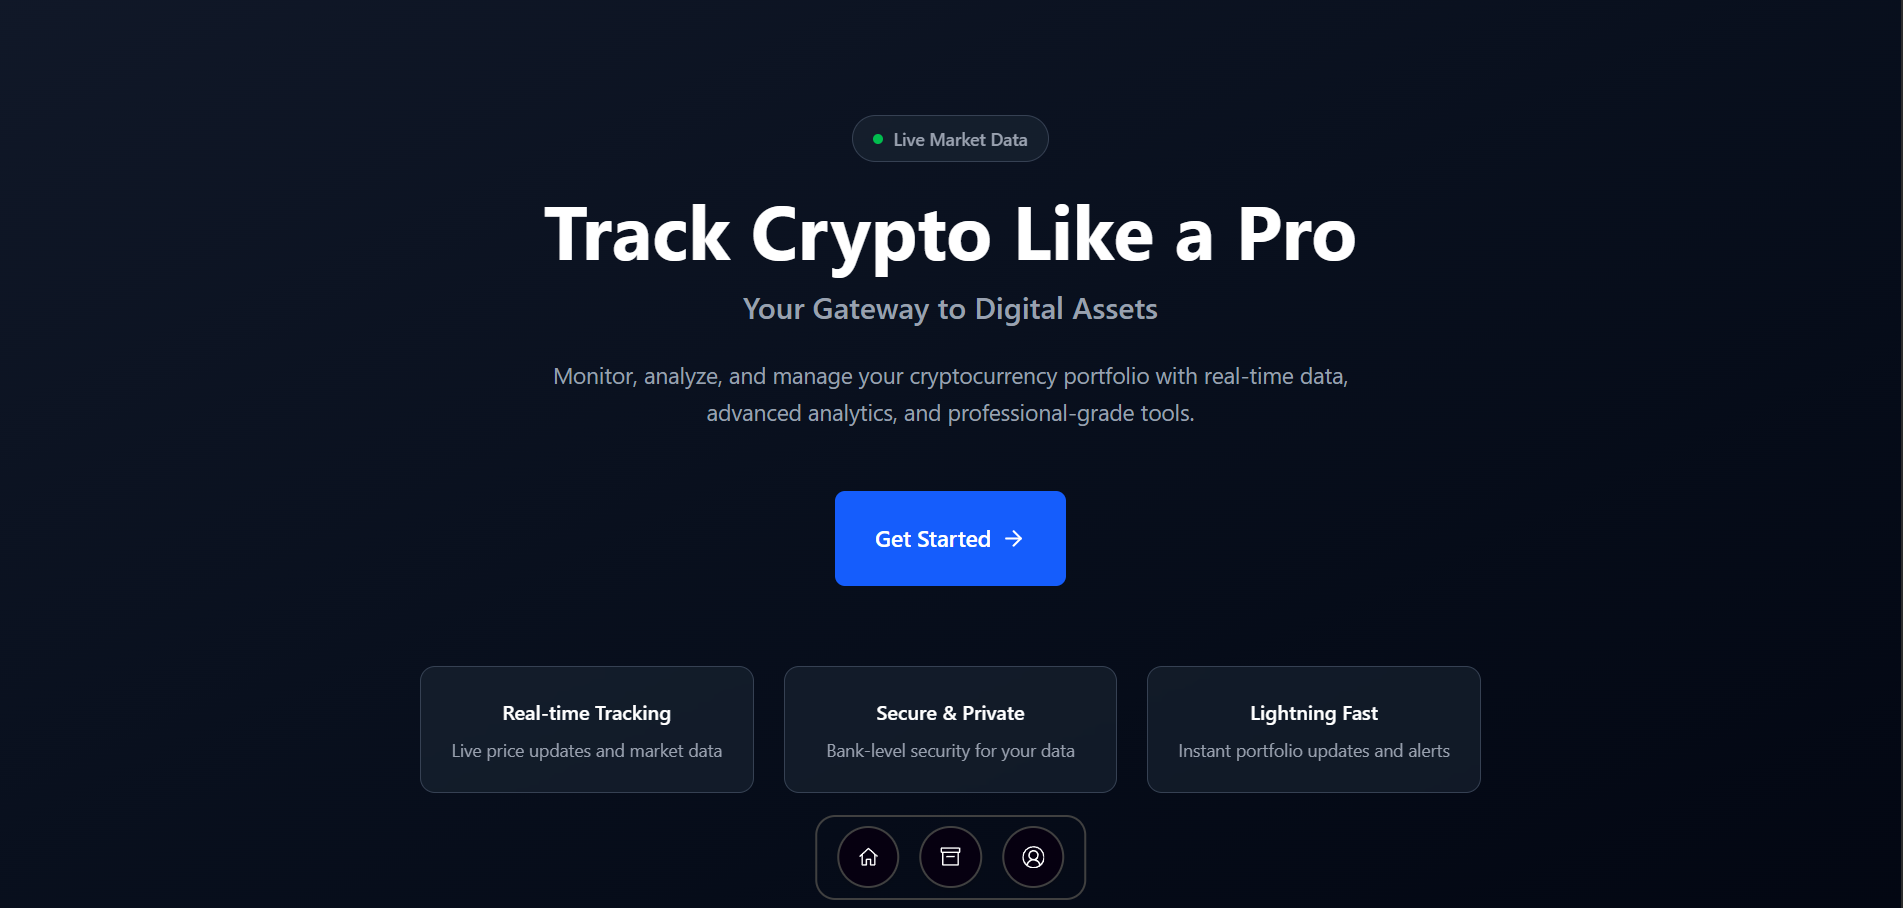 Live Market Data
Track Crypto Like a Pro
Your Gateway to Digital Assets
Monitor, analyze, and manage your cryptocurrency portfolio with real-time data,
advanced analytics, and professional-grade tools.
Get Started
Real-time Tracking
Live price updates and market data
Secure & Private
Bank-level security for your data
Lightning Fast
Instant portfolio updates and alerts